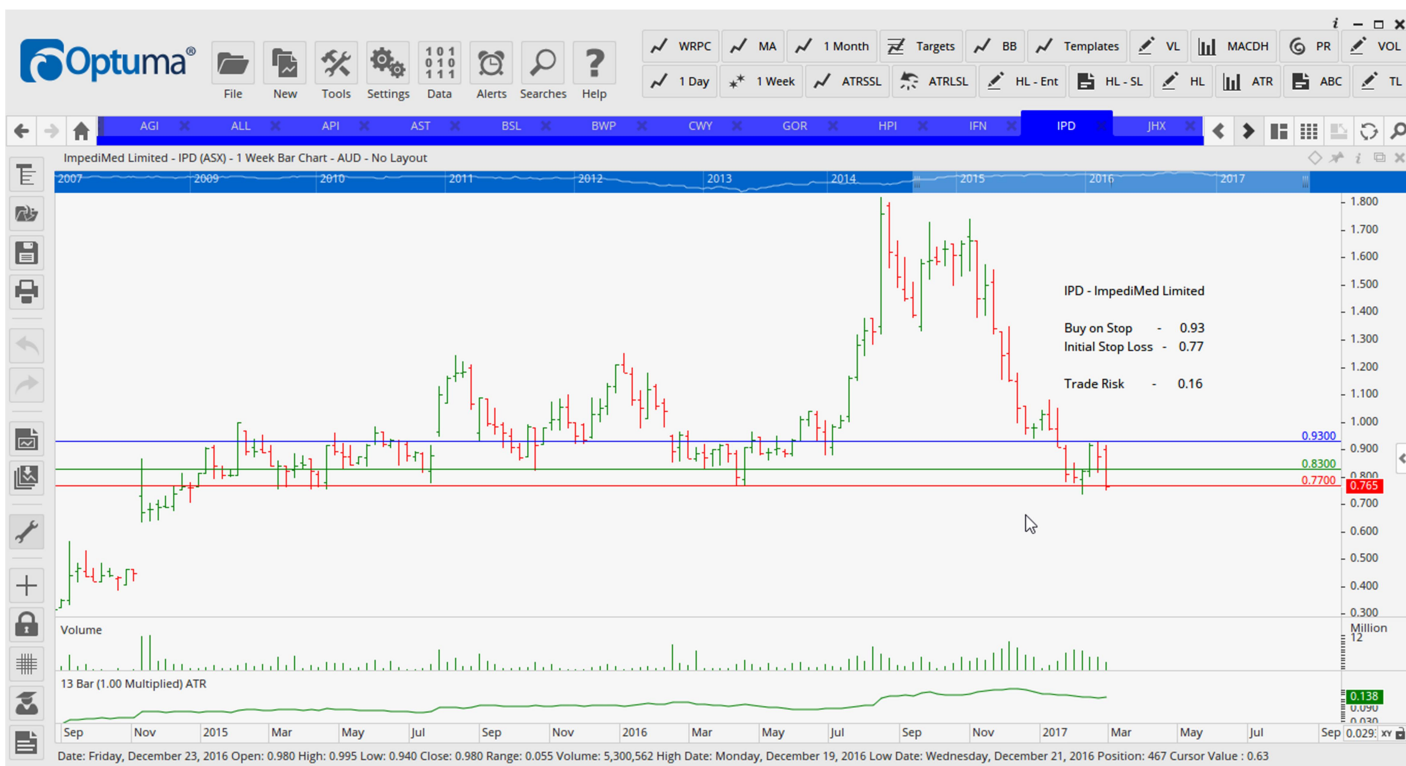 i
Optuma®
WRPC MA 1 Month Targets BB Templates VL MACDH PR VOL
1 Day 1 Week ATRSSL ATRLSL HL - Ent HL - SL HL ATR ABC TL
File New Tools Settings Data Alerts Searches Help
AGI ALL API AST BSL BWP CWY GOR HPI IFN IPD JHX
ImpediMed Limited - IPD (ASX) - 1 Week Bar Chart - AUD - No Layout
2007 2009 2010 2011 2012 2013 2014 2015 2016 2017
1.800
1.700
1.600
1.500
1.400
1.300
1.200
1.100
1.000
0.900
0.800
0.700
0.600
0.500
0.400
0.300
IPD - ImpediMed Limited
Buy on Stop - 0.93
Initial Stop Loss - 0.77
Trade Risk - 0.16
0.9300
0.8300
0.7700
0.765
Volume
Million
12
13 Bar (1.00 Multiplied) ATR
0.138
0.090
0.030
Sep Nov 2015 Mar May Jul Sep Nov 2016 Mar May Jul Sep Nov 2017 Mar May Jul Sep 0.029 XY
Date: Friday, December 23, 2016 Open: 0.980 High: 0.995 Low: 0.940 Close: 0.980 Range: 0.055 Volume: 5,300,562 High Date: Monday, December 19, 2016 Low Date: Wednesday, December 21, 2016 Position: 467 Cursor Value : 0.63